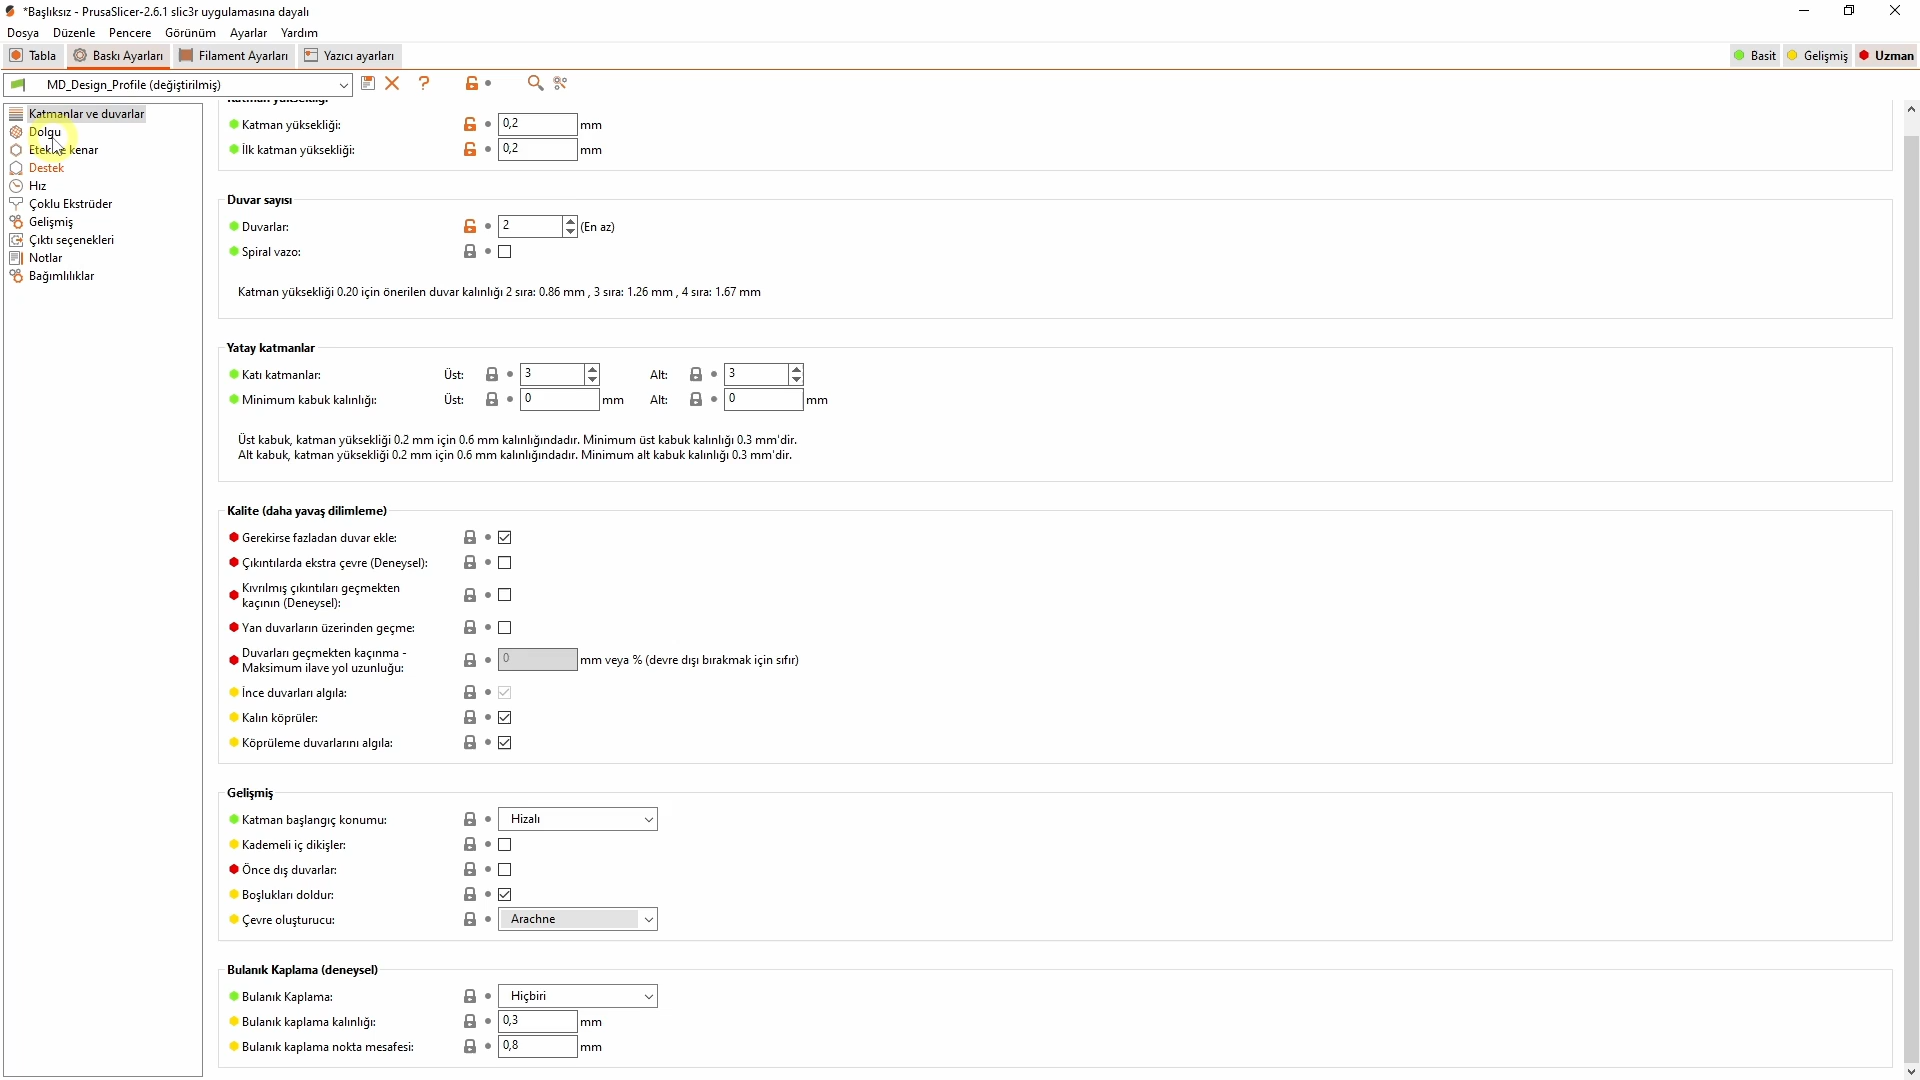 *Başlıksız - PrusaSlicer-2.6.1 slic3r uygulamasına dayalı
Dosya Düzenle Pencere Görünüm Ayarlar Yardım
Tabla Baskı Ayarları Filament Ayarları Yazıcı ayarları Basit Gelişmiş Uzman
MD_Design_Profile (değiştirilmiş)
Katmanlar ve duvarlar
Dolgu
kenar
Destek
Hız
Çoklu Ekstrüder
Gelişmiş
Çıktı seçenekleri
Notlar
Bağımlılıklar
Katman yüksekliği
Katman yüksekliği: 0,2 mm
İlk katman yüksekliği: 0,2 mm
Duvar sayısı
Duvarlar: 2 (En az)
Spiral vazo:
Katman yüksekliği 0.20 için önerilen duvar kalınlığı 2 sıra: 0.86 mm , 3 sıra: 1.26 mm , 4 sıra: 1.67 mm
Yatay katmanlar
Katı katmanlar: Üst: 3 Alt: 3
Minimum kabuk kalınlığı: Üst: 0 mm Alt: 0 mm
Üst kabuk, katman yüksekliği 0.2 mm için 0.6 mm kalınlığındadır. Minimum üst kabuk kalınlığı 0.3 mm'dir.
Alt kabuk, katman yüksekliği 0.2 mm için 0.6 mm kalınlığındadır. Minimum alt kabuk kalınlığı 0.3 mm'dir.
Kalite (daha yavaş dilimleme)
Gerekirse fazladan duvar ekle:
Çıkıntılarda ekstra çevre (Deneysel):
Kıvrılmış çıkıntıları geçmekten
kaçının (Deneysel):
Yan duvarların üzerinden geçme:
Duvarları geçmekten kaçınma -
Maksimum ilave yol uzunluğu: 0 mm veya % (devre dışı bırakmak için sıfır)
İnce duvarları algıla:
Kalın köprüler:
Köprüleme duvarlarını algıla:
Gelişmiş
Katman başlangıç konumu: Hizalı
Kademeli iç dikişler:
Önce dış duvarlar:
Boşlukları doldur:
Çevre oluşturucu: Arachne
Bulanık Kaplama (deneysel)
Bulanık Kaplama: Hiçbiri
Bulanık kaplama kalınlığı: 0,3 mm
Bulanık kaplama nokta mesafesi: 0,8 mm